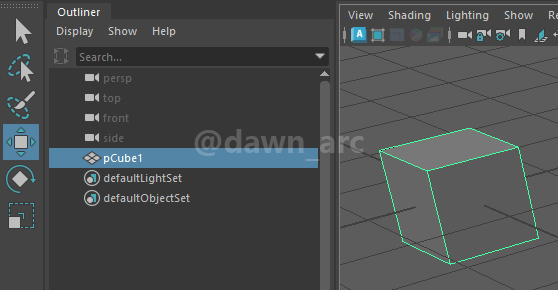 Outliner
Display Show Help
Search...
persp
top
front
side
pCube1
defaultLightSet
defaultObjectSet
View Shading Lighting Show Re
A
@dawn_arc